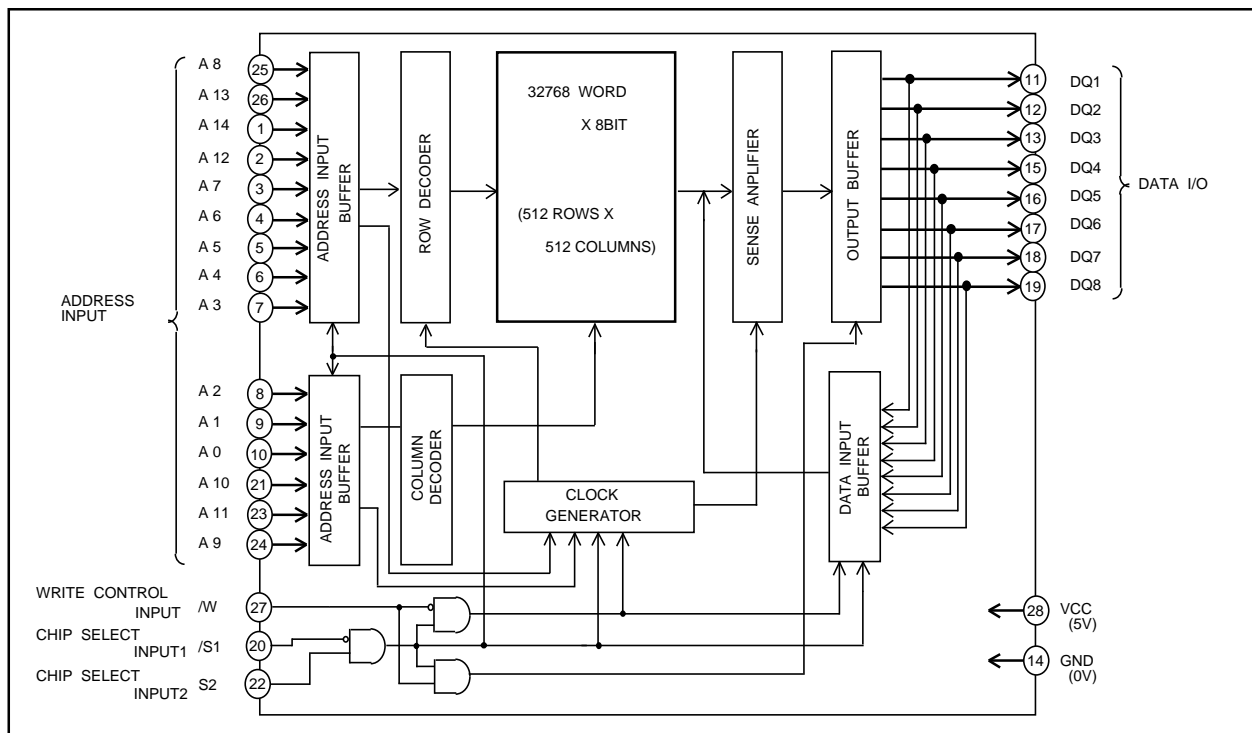 A 8
25
A 13
26
A 14
1
A 12
2
A 7
3
A 6
4
A 5
5
A 4
6
A 3
7
ADDRESS
INPUT
A 2
8
A 1
9
A 0
10
A 10
21
A 11
23
A 9
24
WRITE CONTROL
INPUT
/W
27
CHIP SELECT
INPUT1
/S1
20
CHIP SELECT
INPUT2
S2
22
ADDRESS INPUT
BUFFER
ROW DECODER
32768 WORD
X 8BIT
(512 ROWS X
512 COLUMNS)
SENSE ANPLIFIER
OUTPUT BUFFER
ADDRESS INPUT
BUFFER
COLUMN
DECODER
CLOCK
GENERATOR
DATA INPUT
BUFFER
11
DQ1
12
DQ2
13
DQ3
15
DQ4
16
DQ5
17
DQ6
18
DQ7
19
DQ8
DATA I/O
28
VCC
(5V)
14
GND
(0V)